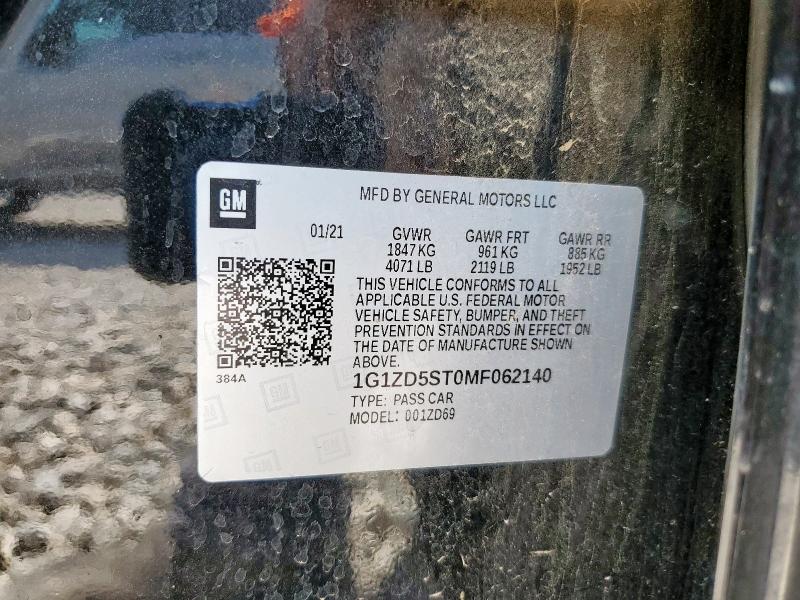 GM
MFD BY GENERAL MOTORS LLC
01/21 GVWR GAWR FRT GAWR RR
1847 KG 961 KG 885 KG
4071 LB 2119 LB 1952 LB
THIS VEHICLE CONFORMS TO ALL
APPLICABLE U.S. FEDERAL MOTOR
VEHICLE SAFETY, BUMPER, AND THEFT
PREVENTION STANDARDS IN EFFECT ON
THE DATE OF MANUFACTURE SHOWN
ABOVE.
384A
1G1ZD5ST0MF062140
TYPE: PASS CAR
MODEL: 001ZD69